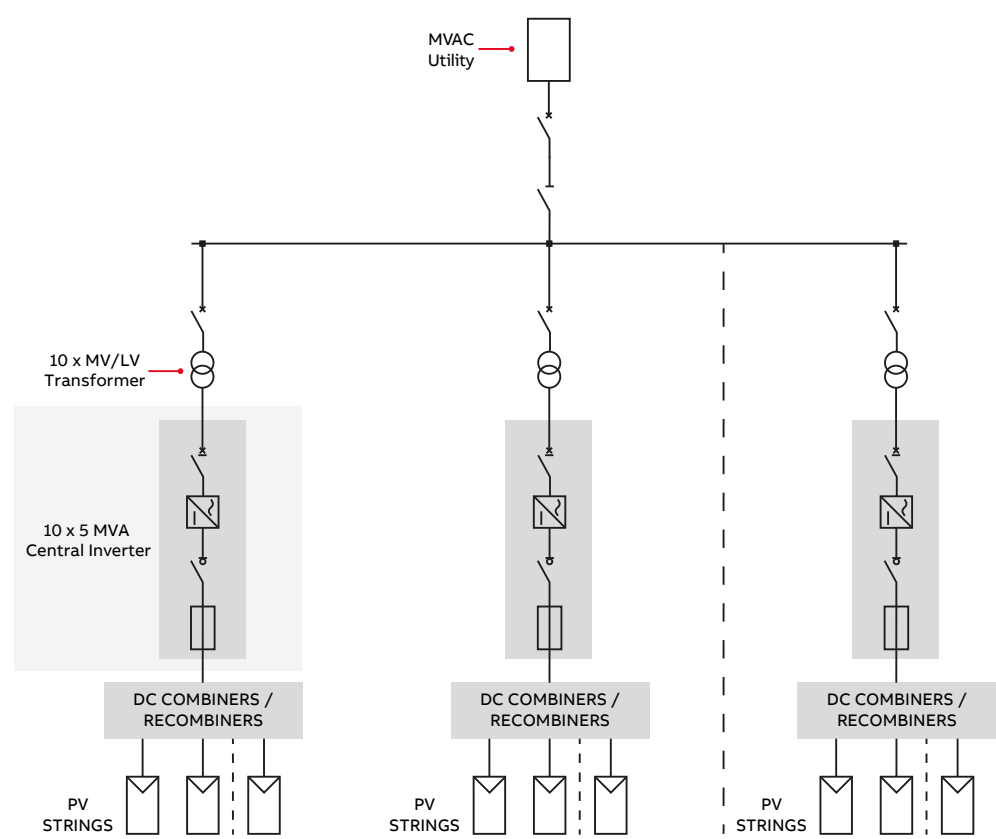 MVAC
Utility
10 x MV/LV
Transformer
10 x 5 MVA
Central Inverter
DC COMBINERS /
RECOMBINERS
DC COMBINERS /
RECOMBINERS
DC COMBINERS /
RECOMBINERS
PV
STRINGS
PV
STRINGS
PV
STRINGS